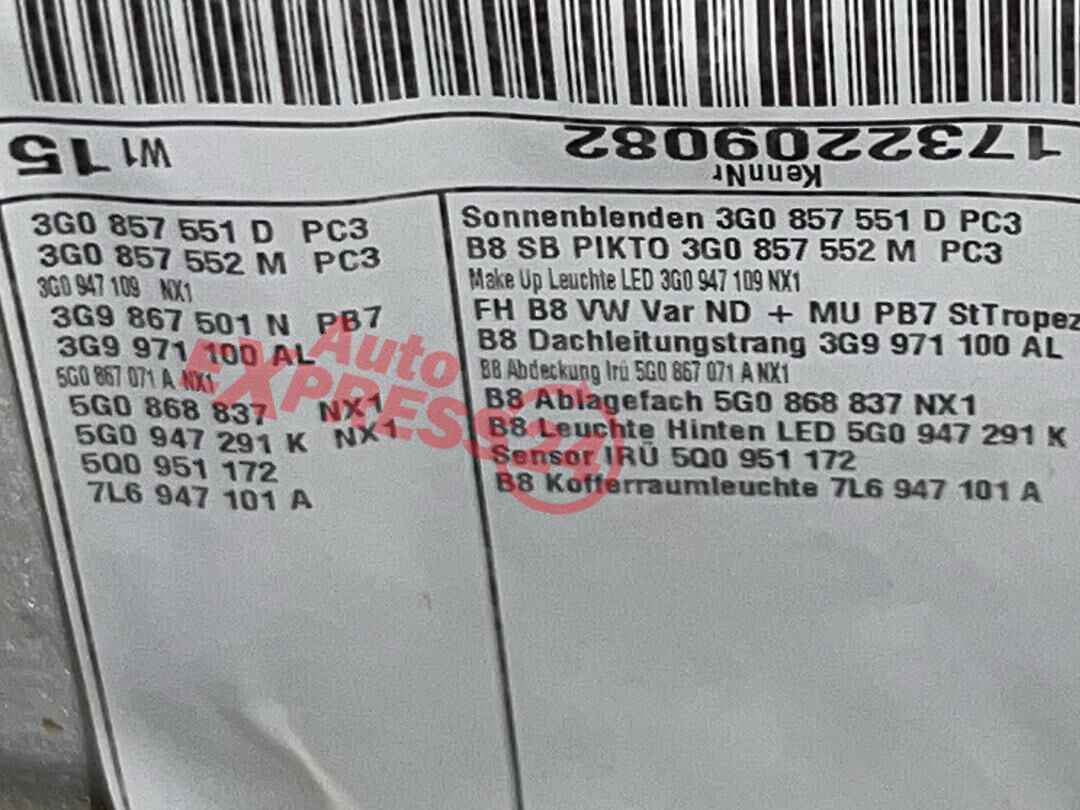 W1 15
1732209082
KennNr
3G0 857 551 D PC3
3G0 857 552 M PC3
3G0 947 109 NX1
3G9 867 501 N PB7
3G9 971 100 AL
5G0 867 071 A NX1
5G0 868 837 NX1
5G0 947 291 K NX1
5Q0 951 172
7L6 947 101 A
Sonnenblenden 3G0 857 551 D PC3
B8 SB PIKTO 3G0 857 552 M PC3
Make Up Leuchte LED 3G0 947 109 NX1
FH B8 VW Var ND + MU PB7 StTropez
B8 Dachleitungstrang 3G9 971 100 AL
B8 Abdeckung Irü 5G0 867 071 A NX1
B8 Ablagefach 5G0 868 837 NX1
B8 Leuchte Hinten LED 5G0 947 291 K
Sensor IRÜ 5Q0 951 172
B8 Kofferraumleuchte 7L6 947 101 A
Auto
EXPRESS24